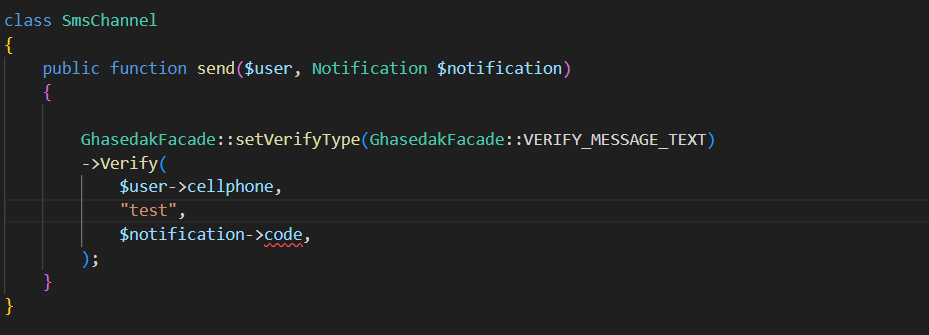 class SmsChannel
{
    public function send($user, Notification $notification)
    {

        GhasedakFacade::setVerifyType(GhasedakFacade::VERIFY_MESSAGE_TEXT)
        ->Verify(
            $user->cellphone,
            "test",
            $notification->code,
        );
    }
}